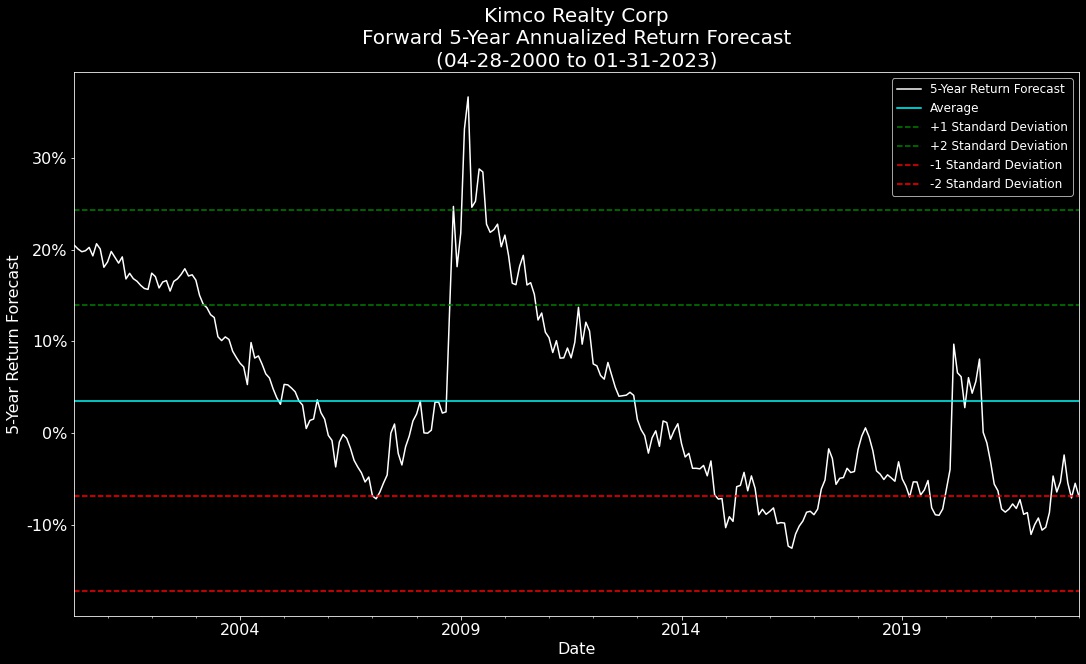 Kimco Realty Corp
Forward 5-Year Annualized Return Forecast
(04-28-2000 to 01-31-2023)
5-Year Return Forecast
Average
+1 Standard Deviation
+2 Standard Deviation
-1 Standard Deviation
-2 Standard Deviation
5-Year Return Forecast
30%
20%
10%
0%
-10%
2004 2009 2014 2019
Date